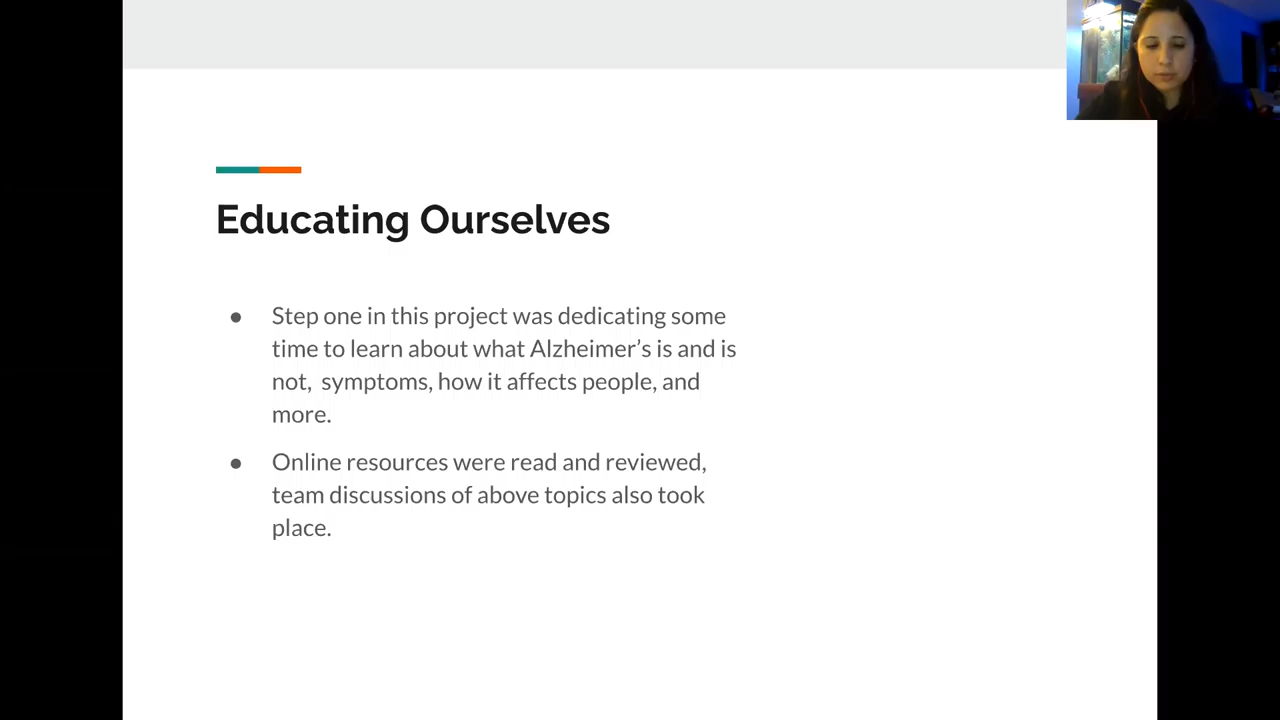 Educating Ourselves
● Step one in this project was dedicating some
time to learn about what Alzheimer’s is and is
not,  symptoms, how it affects people, and
more.
● Online resources were read and reviewed,
team discussions of above topics also took
place.